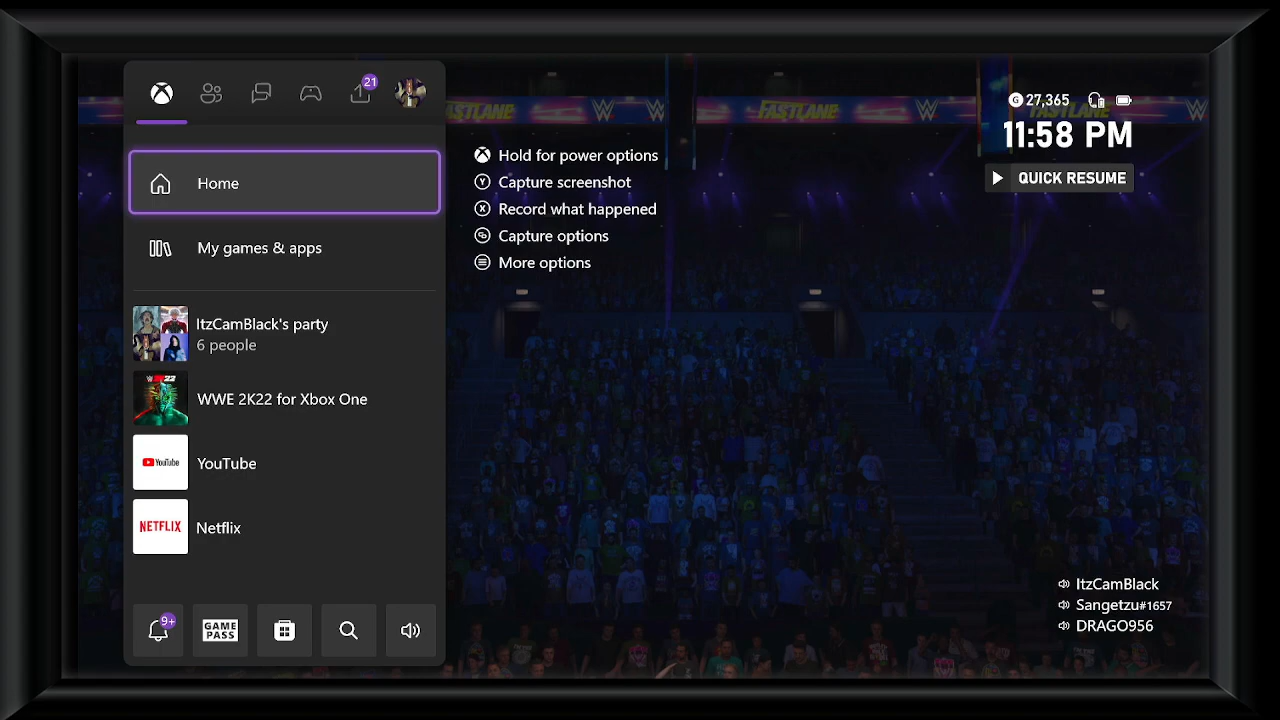 21
Home
My games & apps
ItzCamBlack's party
6 people
WWE 2K22 for Xbox One
YouTube
YouTube
NETFLIX
Netflix
9+
GAME
PASS
Hold for power options
Y
Capture screenshot
X
Record what happened
Capture options
More options
FASTLANE
FASTLANE
G 27,365
11:58 PM
QUICK RESUME
ItzCamBlack
Sangetzu#1657
DRAGO956